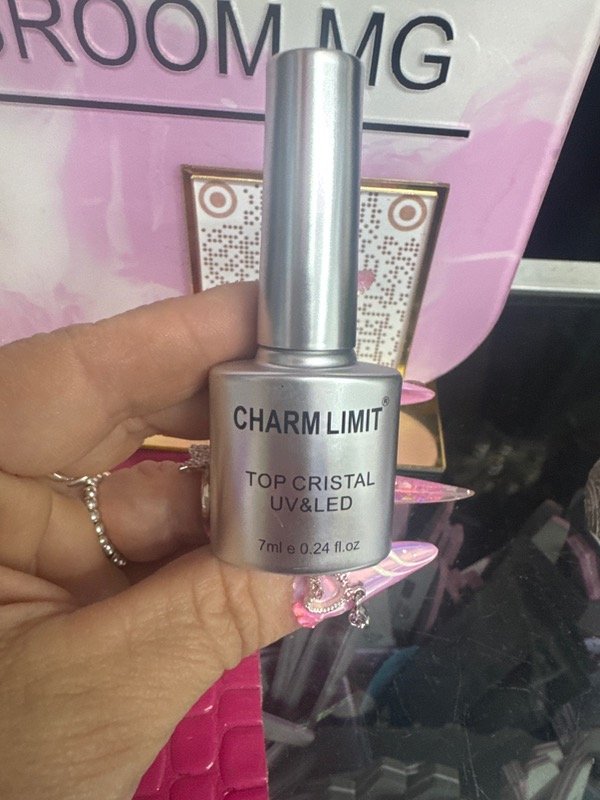 ROOM MG
CHARM LIMIT®
TOP CRISTAL
UV&LED
7ml e 0.24 fl.oz